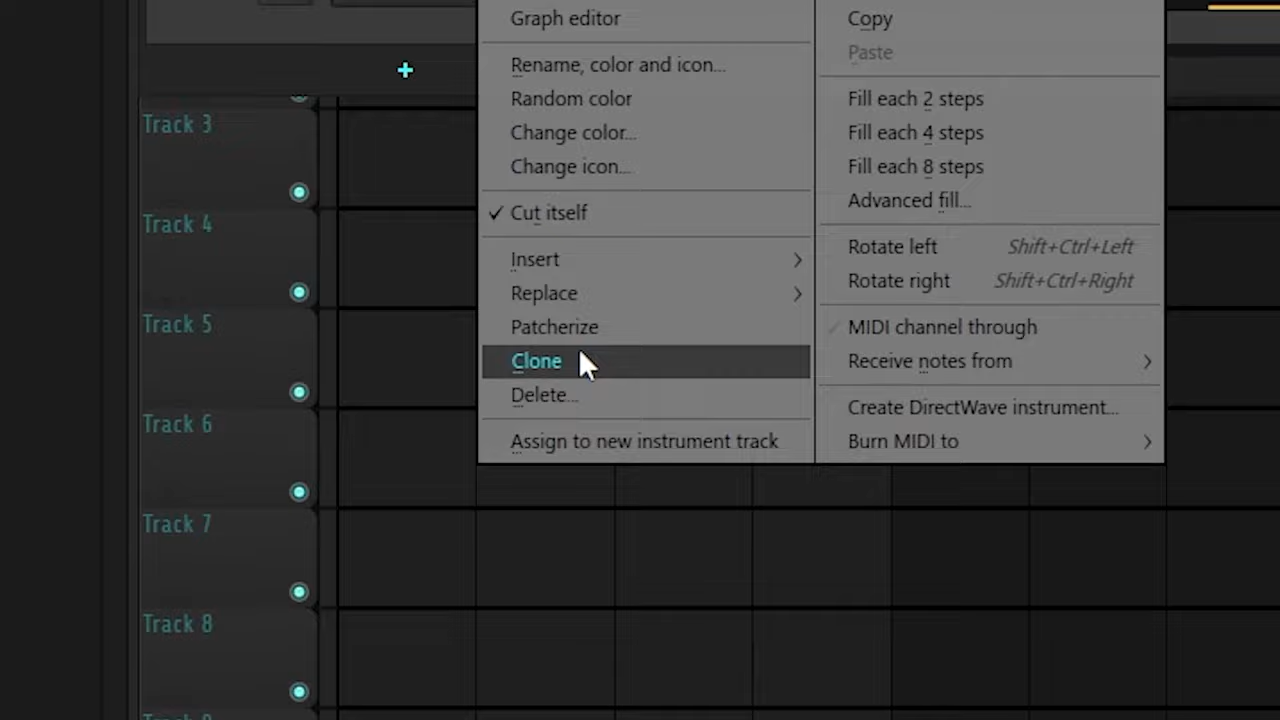 Graph editor
Rename, color and icon...
Random color
Change color...
Change icon...
Cut itself
Insert
Replace
Patcherize
Clone
Delete...
Assign to new instrument track
Copy
Paste
Fill each 2 steps
Fill each 4 steps
Fill each 8 steps
Advanced fill...
Rotate left Shift+Ctrl+Left
Rotate right Shift+Ctrl+Right
MIDI channel through
Receive notes from
Create DirectWave instrument...
Burn MIDI to
Track 3
Track 4
Track 5
Track 6
Track 7
Track 8